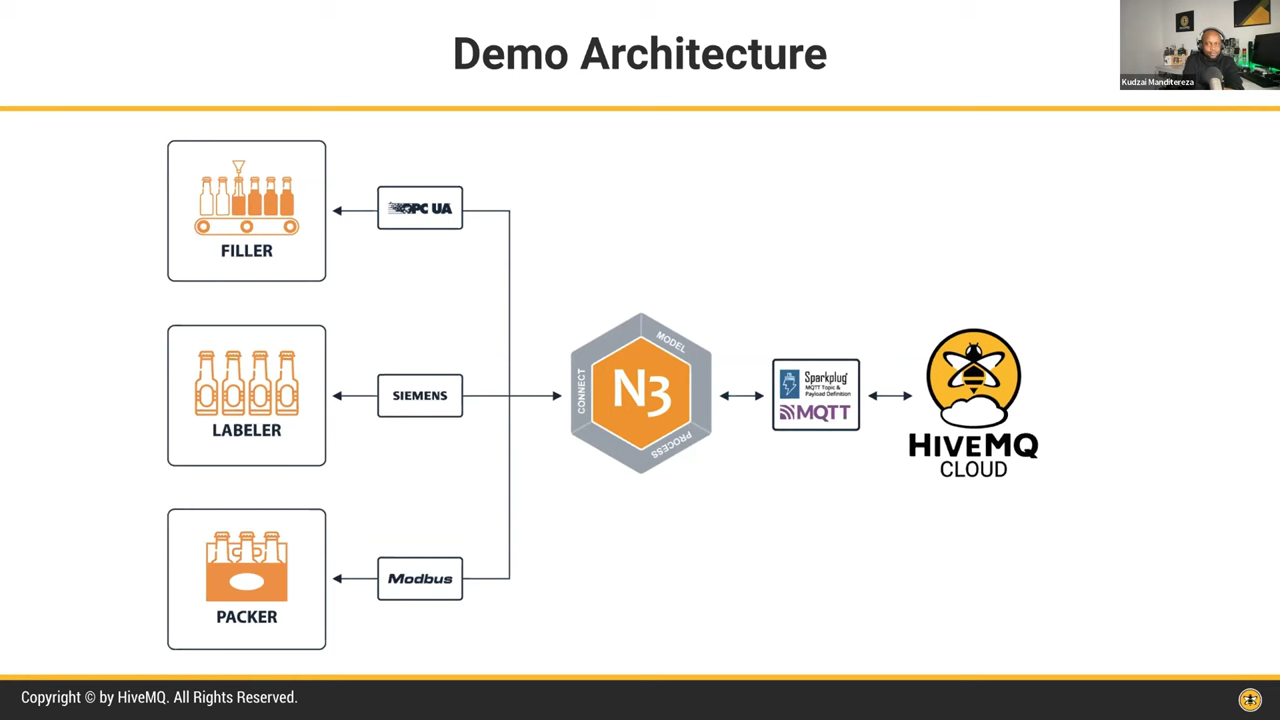 Demo Architecture
Kudzai Manditereza
FILLER
OPC UA
LABELER
SIEMENS
PACKER
Modbus
CONNECT
MODEL
PROCESS
N3
Sparkplug
MQTT Topic &
Payload Definition
MQTT
HIVEMQ
CLOUD
Copyright © by HiveMQ. All Rights Reserved.